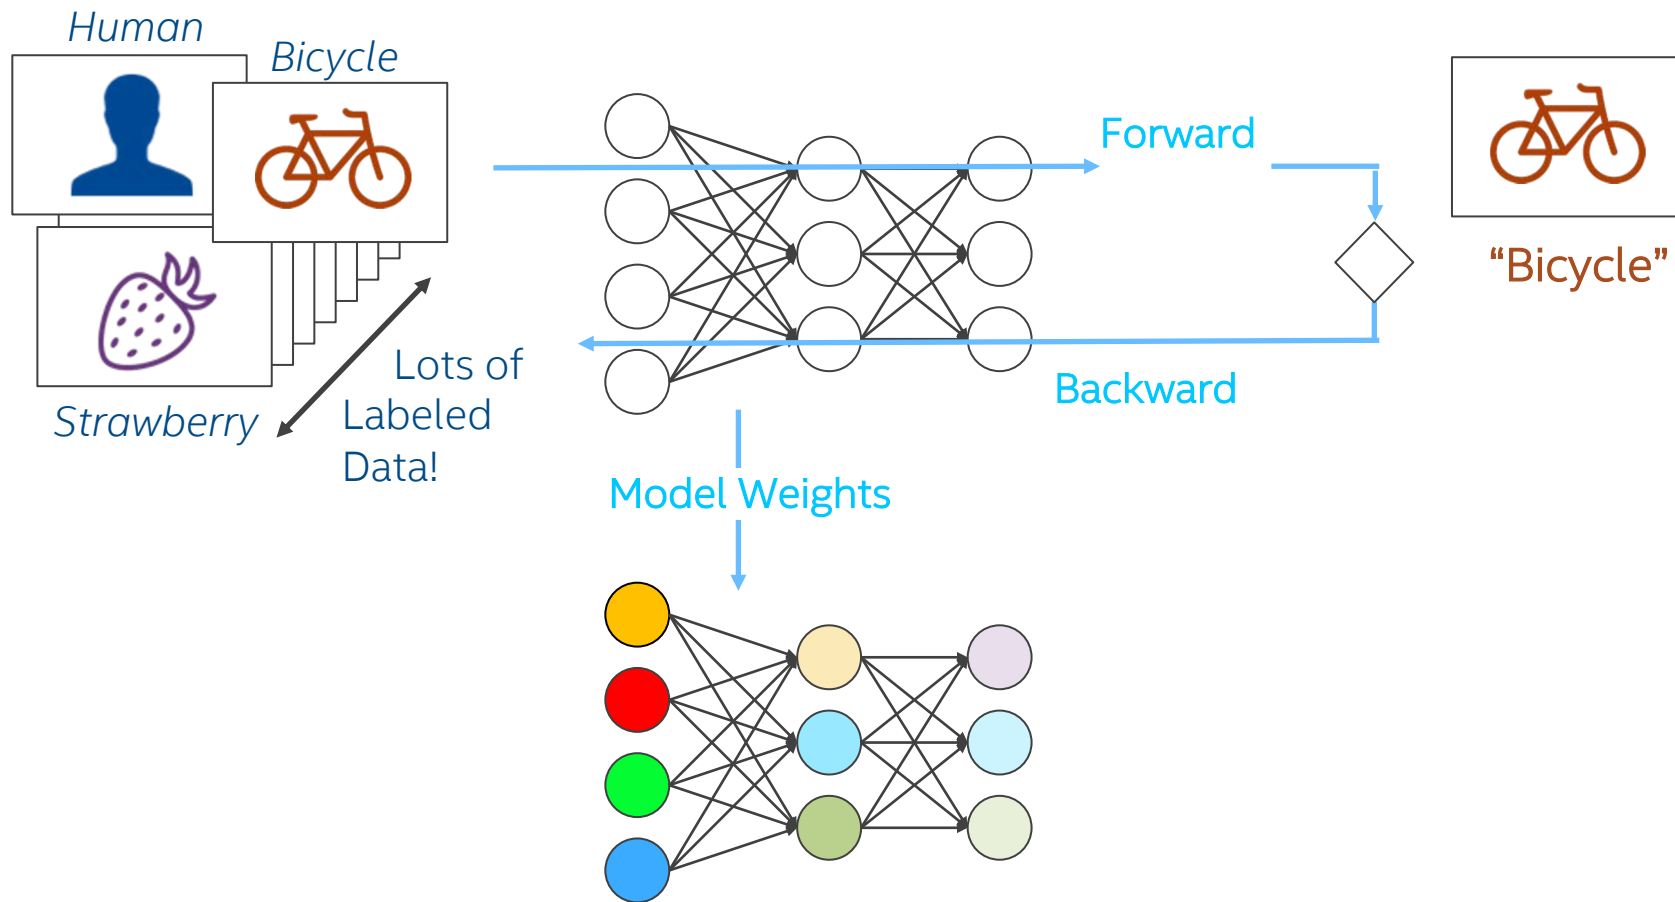 Human
Bicycle
Strawberry
Lots of
Labeled
Data!
Forward
Backward
“Bicycle”
Model Weights